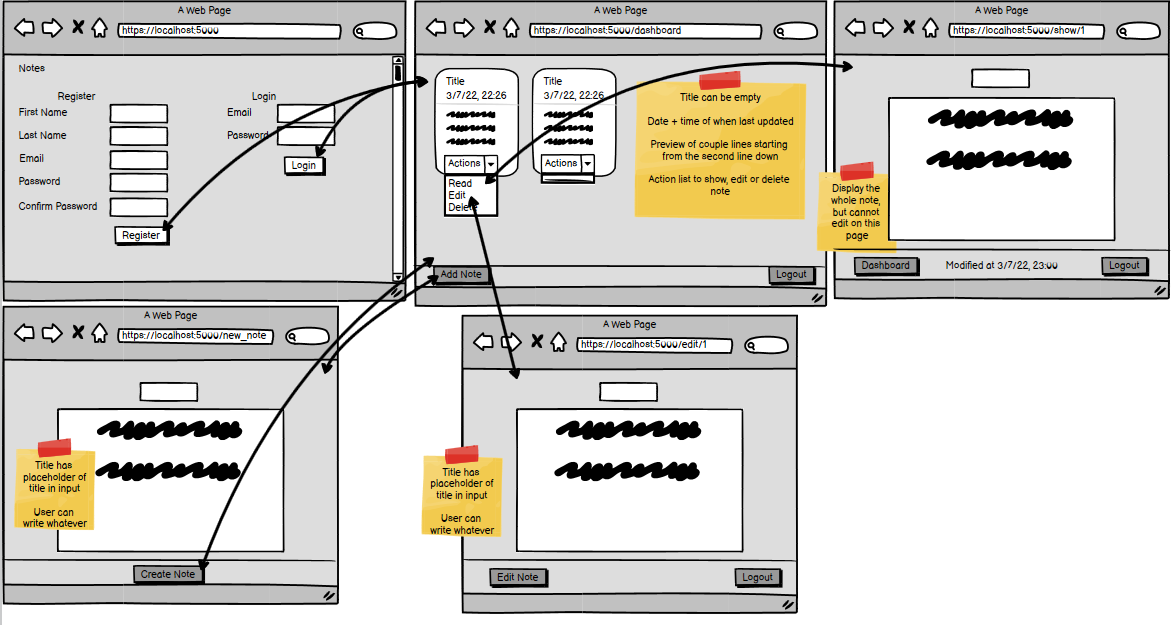 A Web Page
https://localhost:5000
Notes
Register
Login
First Name
Email
Last Name
Password
Email
Password
Login
Confirm Password
Register
A Web Page
https://localhost:5000/dashboard
Title
3/7/22, 22:26
Actions
Read
Edit
Delete
Title
3/7/22, 22:26
Actions
Title can be empty
Date + time of when last updated
Preview of couple lines starting
from the second line down
Action list to show, edit or delete
note
Add Note
Logout
A Web Page
https://localhost:5000/show/1
Display the
whole note,
but cannot
edit on this
page
Dashboard
Modified at 3/7/22, 23:00
Logout
A Web Page
https://localhost:5000/new_note
Title has
placeholder of
title in input
User can
write whatever
Create Note
A Web Page
https://localhost:5000/edit/1
Title has
placeholder of
title in input
User can
write whatever
Edit Note
Logout